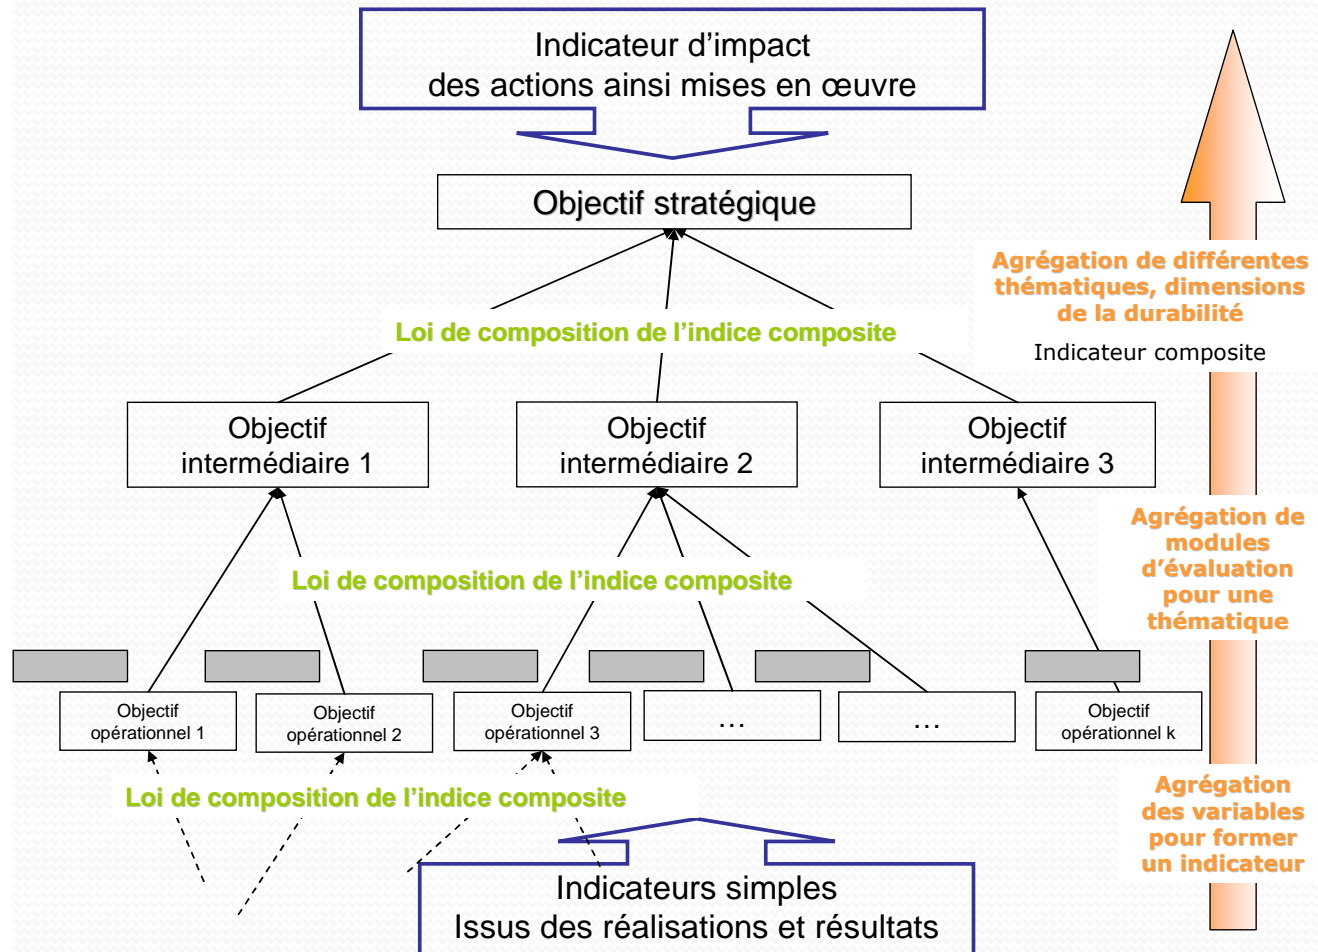 Indicateur d’impact
des actions ainsi mises en œuvre
Objectif stratégique
Agrégation de différentes
thématiques, dimensions
de la durabilité
Loi de composition de l’indice composite
Indicateur composite
Objectif
intermédiaire 1
Objectif
intermédiaire 2
Objectif
intermédiaire 3
Agrégation de
modules
d’évaluation
pour une
thématique
Loi de composition de l’indice composite
Objectif
opérationnel 1
Objectif
opérationnel 2
Objectif
opérationnel 3
…
…
Objectif
opérationnel k
Loi de composition de l’indice composite
Agrégation
des variables
pour former
un indicateur
Indicateurs simples
Issus des réalisations et résultats